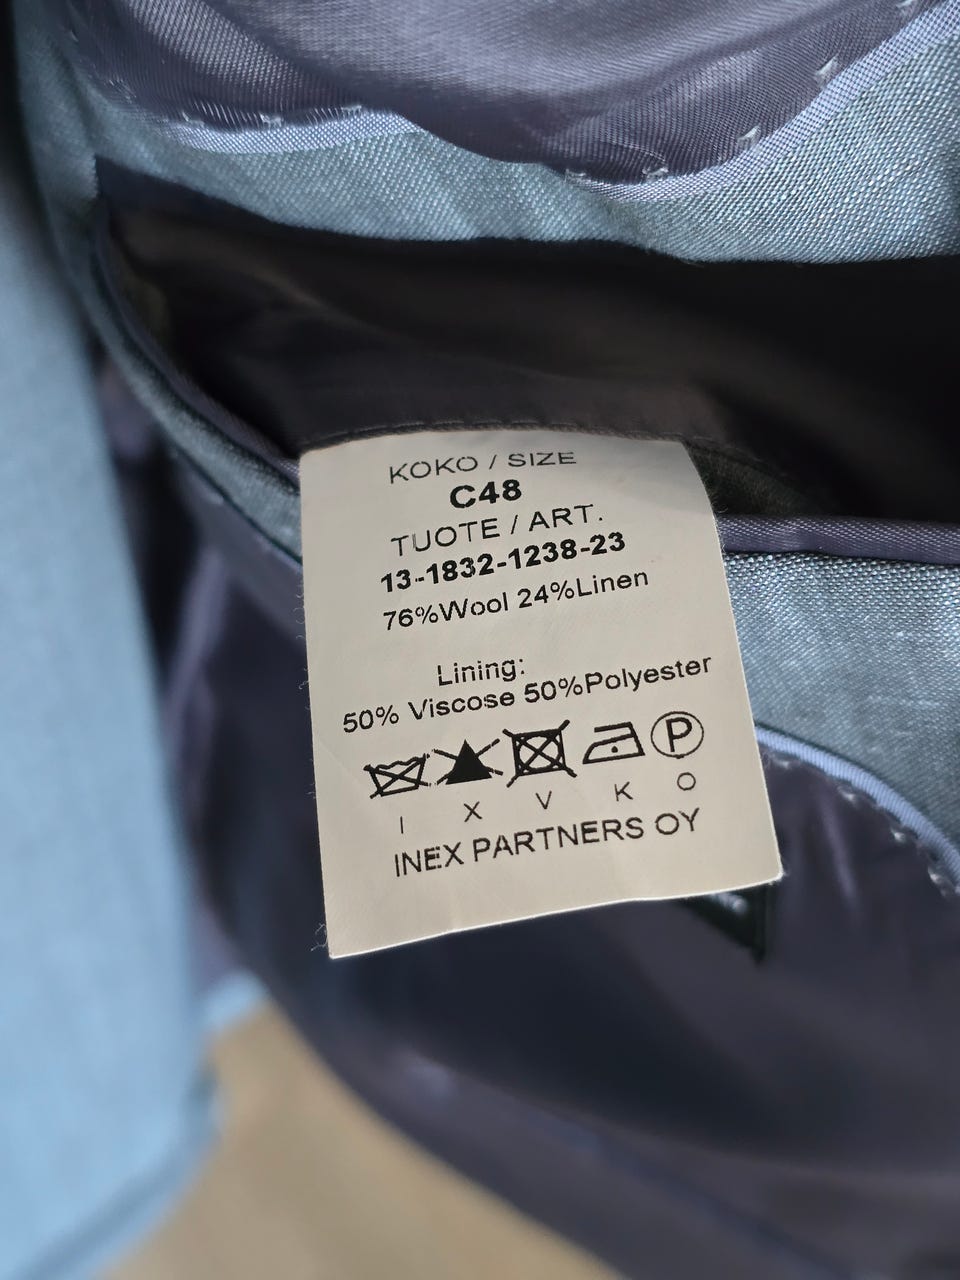 KOKO / SIZE
C48
TUOTE / ART.
13-1832-1238-23
76%Wool 24%Linen
Lining:
50% Viscose 50%Polyester
P
I X V K O
INEX PARTNERS OY